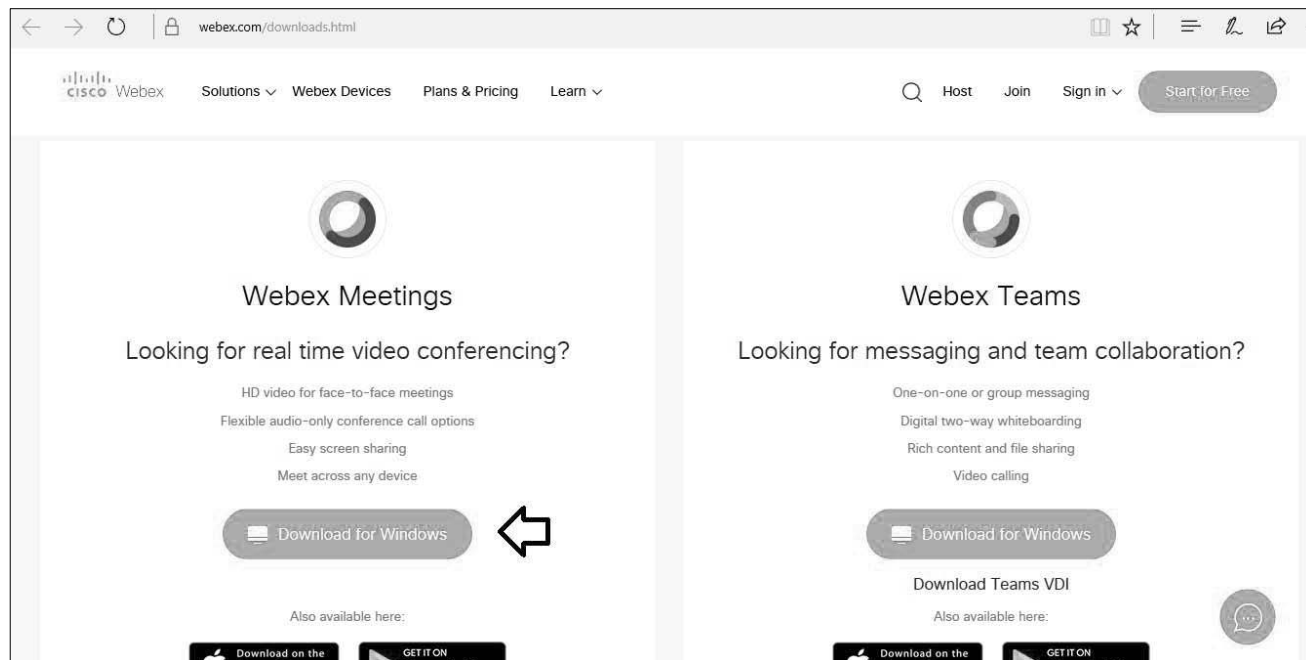 webex.com/downloads.html
cisco Webex Solutions Webex Devices Plans & Pricing Learn Host Join Sign in Start for Free
Webex Meetings
Looking for real time video conferencing?
HD video for face-to-face meetings
Flexible audio-only conference call options
Easy screen sharing
Meet across any device
Download for Windows
Also available here:
Download on the
GET IT ON
Webex Teams
Looking for messaging and team collaboration?
One-on-one or group messaging
Digital two-way whiteboarding
Rich content and file sharing
Video calling
Download for Windows
Download Teams VDI
Also available here:
Download on the
GET IT ON